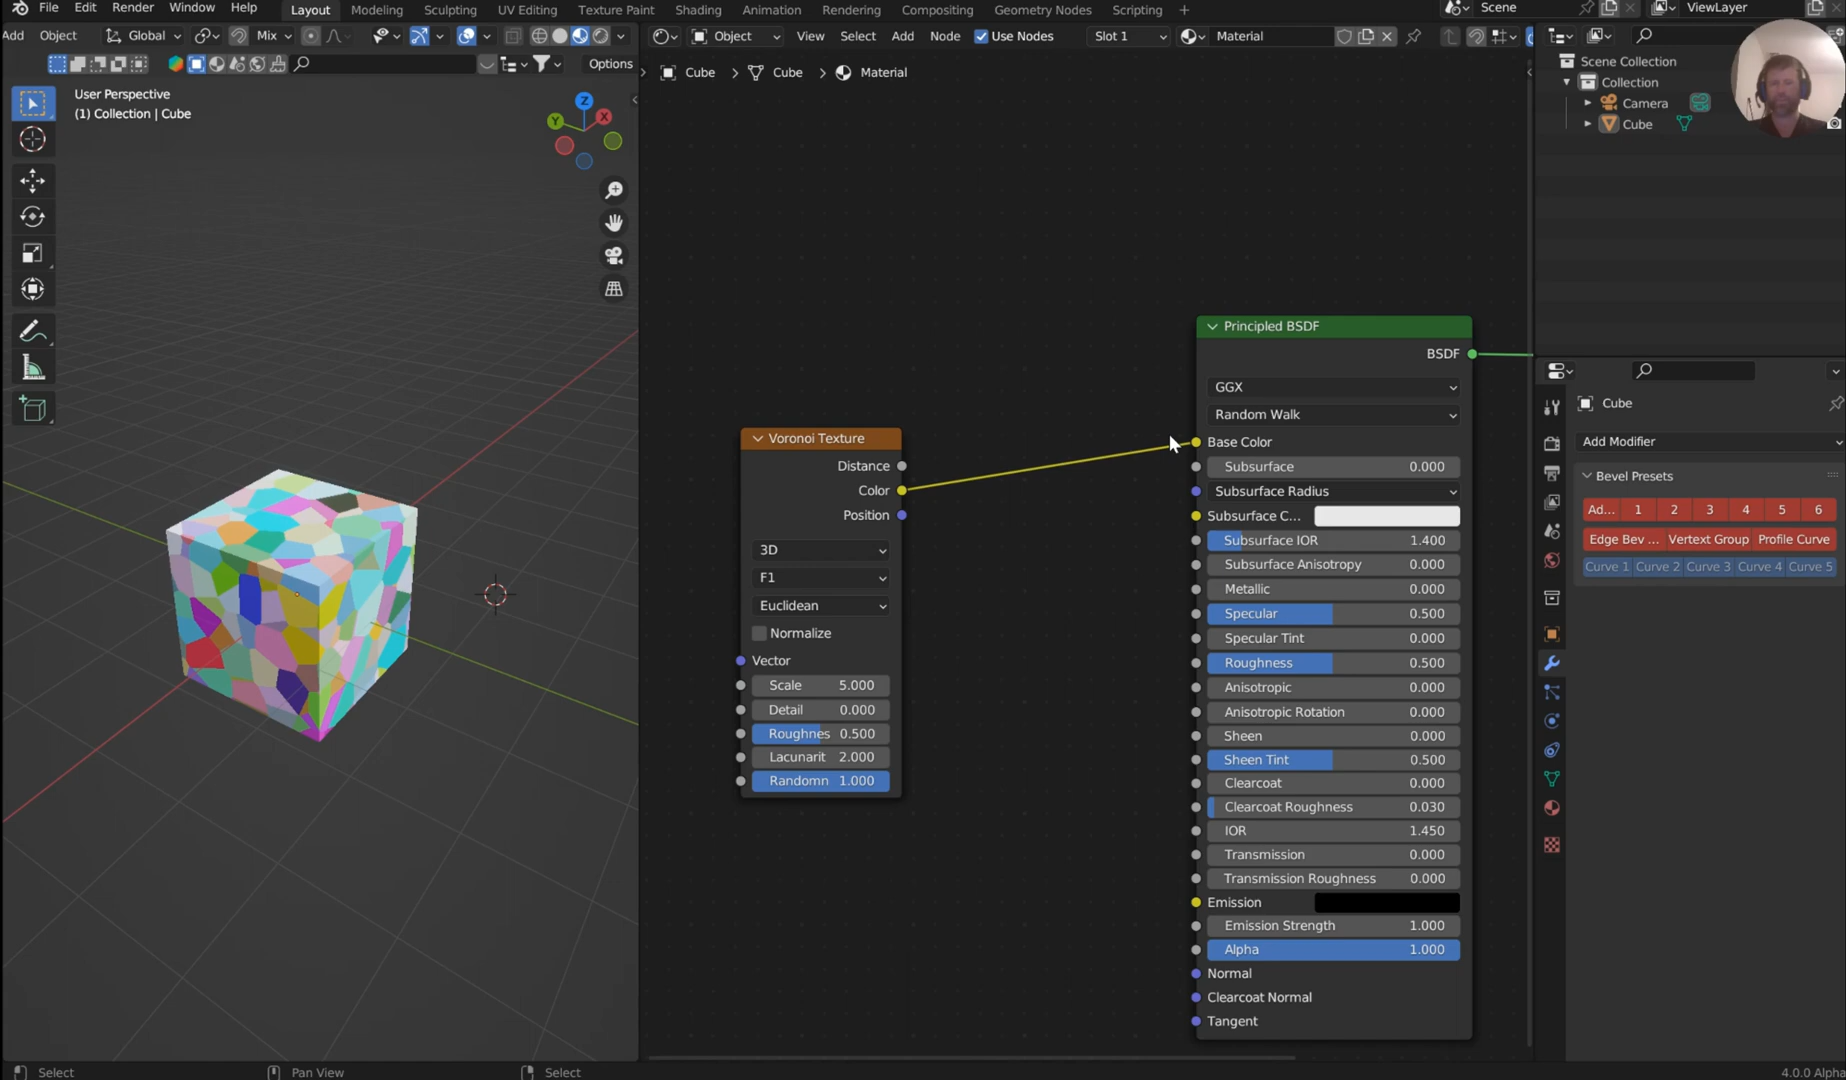 File Edit Render Window Help Layout Modeling Sculpting UV Editing Texture Paint Shading Animation Rendering Compositing Geometry Nodes Scripting + Scene ViewLayer
Add Object Global Mix Object View Select Add Node Use Nodes Slot 1 Material
Options
User Perspective
(1) Collection | Cube
Z
Y
X
Cube > Cube > Material
Scene Collection
Collection
Camera
Cube
Voronoi Texture
Distance
Color
Position
3D
F1
Euclidean
Normalize
Vector
Scale 5.000
Detail 0.000
Roughnes 0.500
Lacunarit 2.000
Randomn 1.000
Principled BSDF
BSDF
GGX
Random Walk
Base Color
Subsurface 0.000
Subsurface Radius
Subsurface C...
Subsurface IOR 1.400
Subsurface Anisotropy 0.000
Metallic 0.000
Specular 0.500
Specular Tint 0.000
Roughness 0.500
Anisotropic 0.000
Anisotropic Rotation 0.000
Sheen 0.000
Sheen Tint 0.500
Clearcoat 0.000
Clearcoat Roughness 0.030
IOR 1.450
Transmission 0.000
Transmission Roughness 0.000
Emission
Emission Strength 1.000
Alpha 1.000
Normal
Clearcoat Normal
Tangent
Cube
Add Modifier
Bevel Presets
Ad... 1 2 3 4 5 6
Edge Bev ... Vertext Group Profile Curve
Curve 1 Curve 2 Curve 3 Curve 4 Curve 5
Select Pan View Select 4.0.0 Alpha